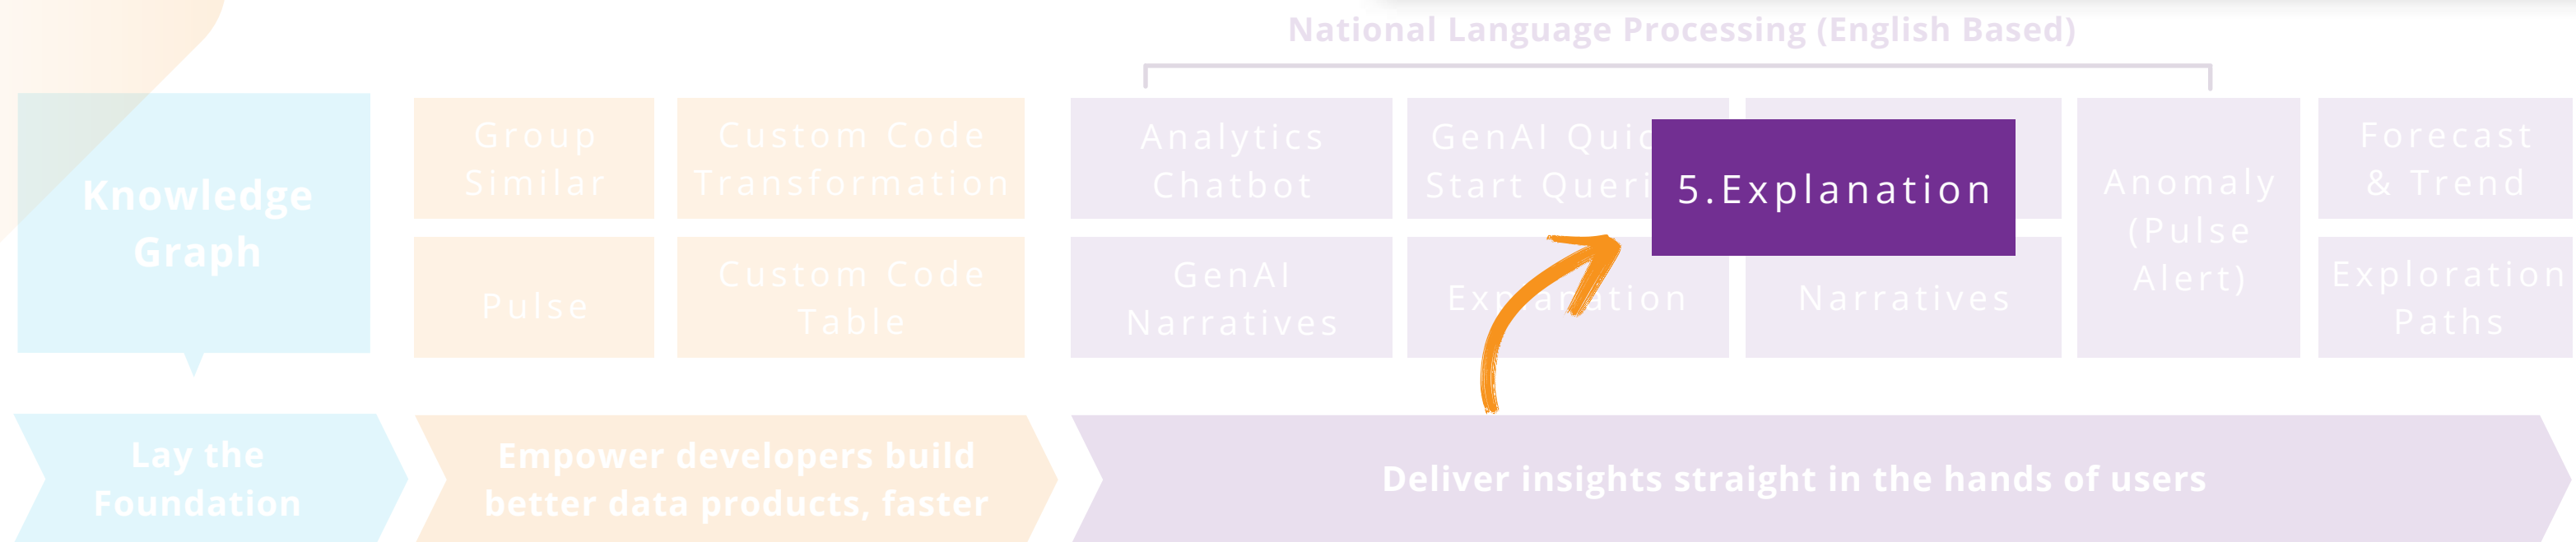 National Language Processing (English Based)
Knowledge
Graph
Group
Similar
Custom Code
Transformation
Pulse
Custom Code
Table
Analytics
Chatbot
GenAI
Start
5.Explanation
GenAI
Narratives
Explanation
Narratives
Anomaly
(Pulse
Alert)
Forecast
& Trend
Exploration
Paths
Lay the
Foundation
Empower developers build
better data products, faster
Deliver insights straight in the hands of users